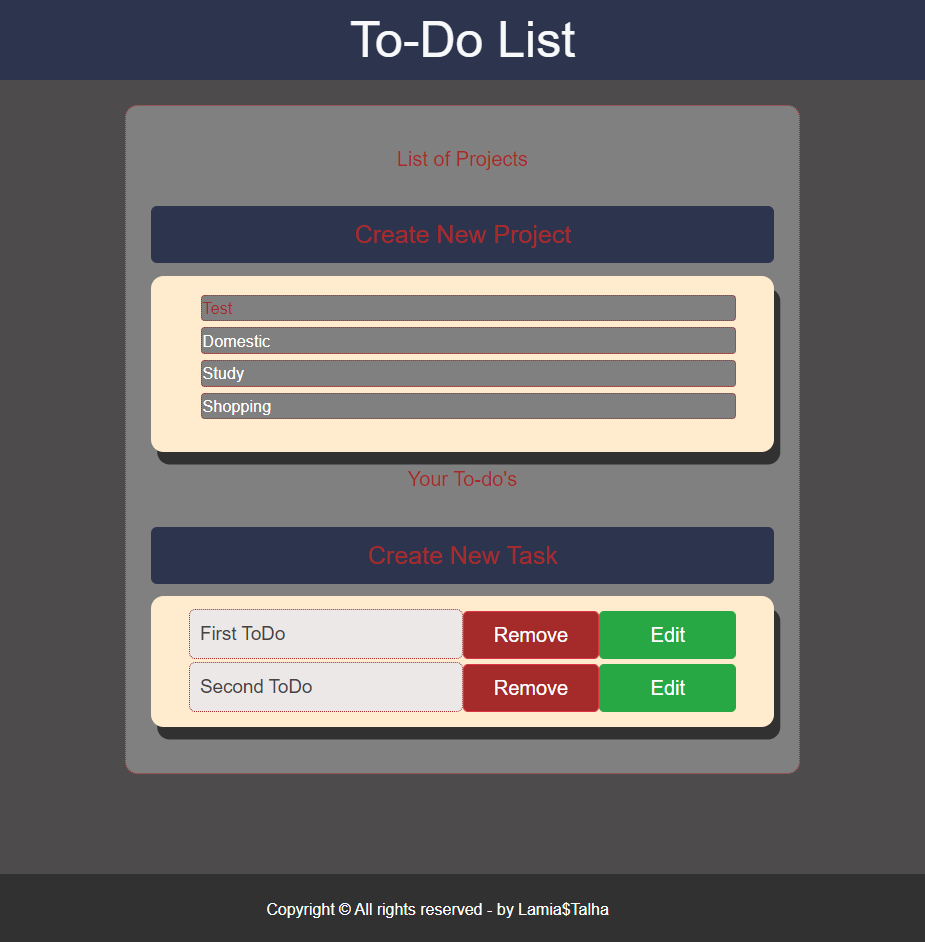 To-Do List
List of Projects
Create New Project
Test
Domestic
Study
Shopping
Your To-do's
Create New Task
First ToDo Remove Edit
Second ToDo Remove Edit
Copyright © All rights reserved - by Lamia$Talha